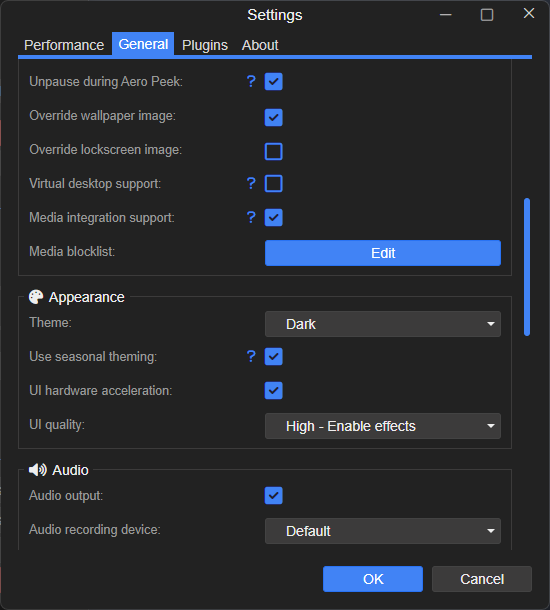 Settings
Performance General Plugins About
Unpause during Aero Peek: ?
Override wallpaper image:
Override lockscreen image:
Virtual desktop support: ?
Media integration support: ?
Media blocklist: Edit
Appearance
Theme: Dark
Use seasonal theming: ?
UI hardware acceleration:
UI quality: High - Enable effects
Audio
Audio output:
Audio recording device: Default
OK Cancel